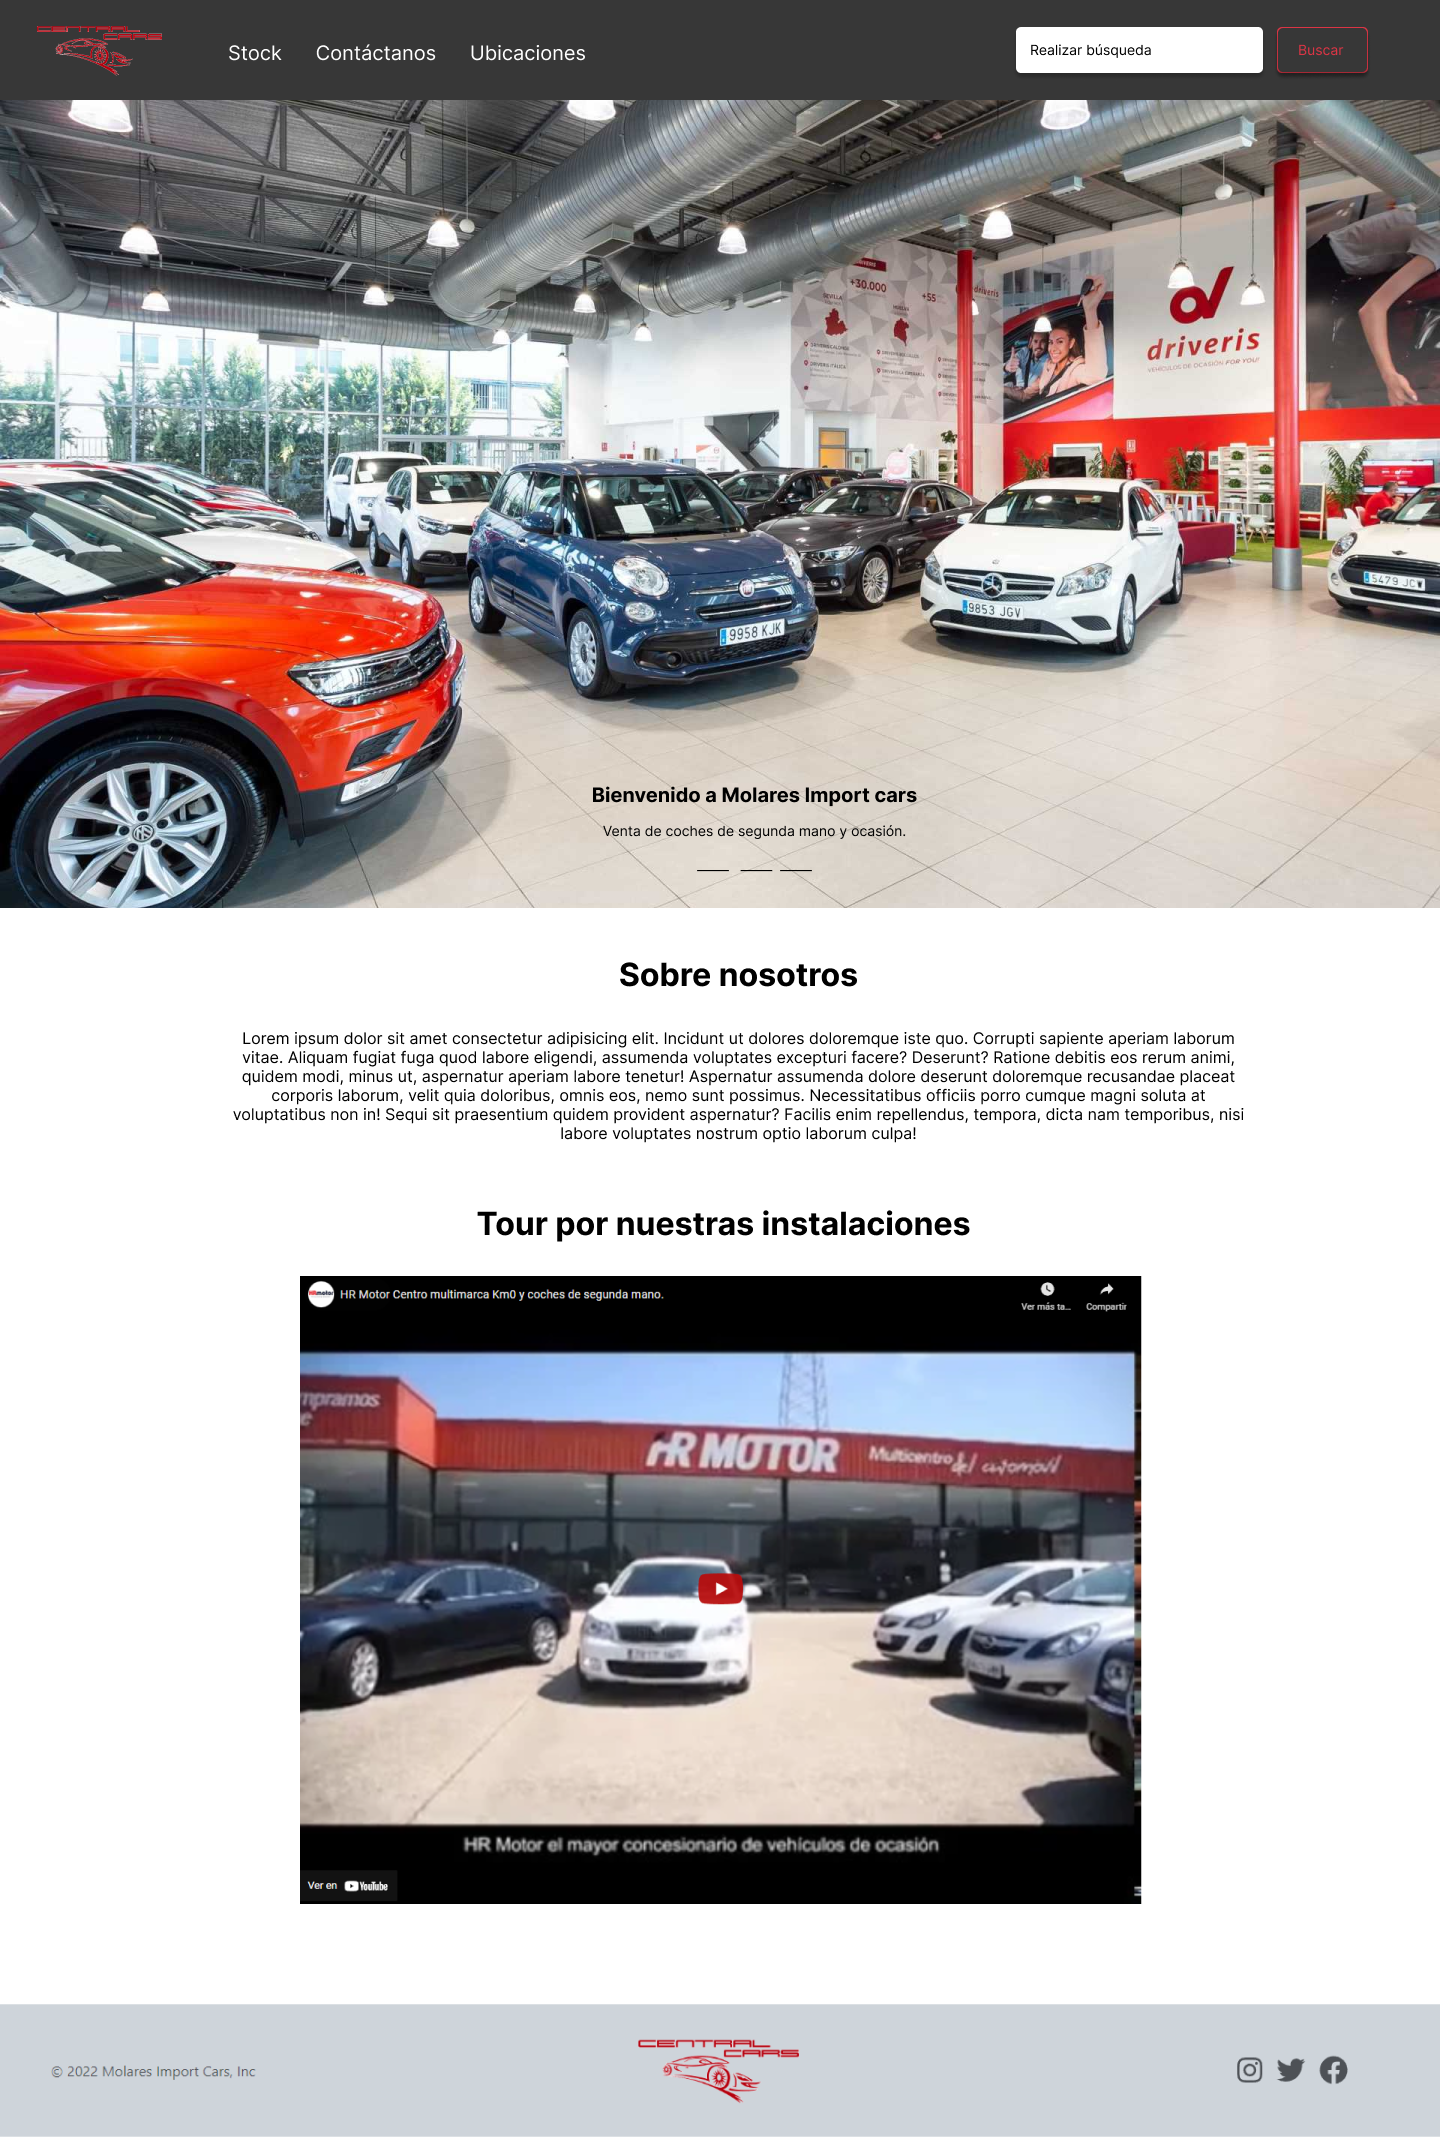 CENTRAL
CARS
Stock
Contáctanos
Ubicaciones
Realizar búsqueda
Buscar
+30.000
+55
driveris
SEVILLA
HUELVA
driveris
VEHÍCULOS DE OCASIÓN FOR YOU!
9958 KJK
9853 JGV
5479 JCW
Bienvenido a Molares Import cars
Venta de coches de segunda mano y ocasión.
Sobre nosotros
Lorem ipsum dolor sit amet consectetur adipisicing elit. Incidunt ut dolores doloremque iste quo. Corrupti sapiente aperiam laborum
vitae. Aliquam fugiat fuga quod labore eligendi, assumenda voluptates excepturi facere? Deserunt? Ratione debitis eos rerum animi,
quidem modi, minus ut, aspernatur aperiam labore tenetur! Aspernatur assumenda dolore deserunt doloremque recusandae placeat
corporis laborum, velit quia doloribus, omnis eos, nemo sunt possimus. Necessitatibus officiis porro cumque magni soluta at
voluptatibus non in! Sequi sit praesentium quidem provident aspernatur? Facilis enim repellendus, tempora, dicta nam temporibus, nisi
labore voluptates nostrum optio laborum culpa!
Tour por nuestras instalaciones
HRmotor
HR Motor Centro multimarca Km0 y coches de segunda mano.
Ver más ta...
Compartir
mpramos
HR MOTOR
Multicentro del automóvil
HR Motor el mayor concesionario de vehículos de ocasión
Ver en YouTube
© 2022 Molares Import Cars, Inc
CENTRAL
CARS